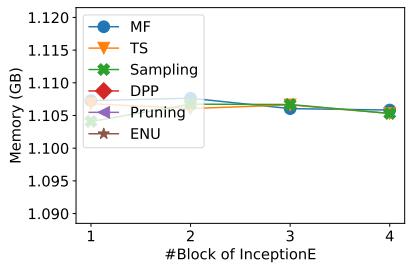 1.120
1.115
1.110
1.105
1.100
1.095
1.090
Memory (GB)
MF
TS
Sampling
DPP
Pruning
ENU
1 2 3 4
#Block of InceptionE